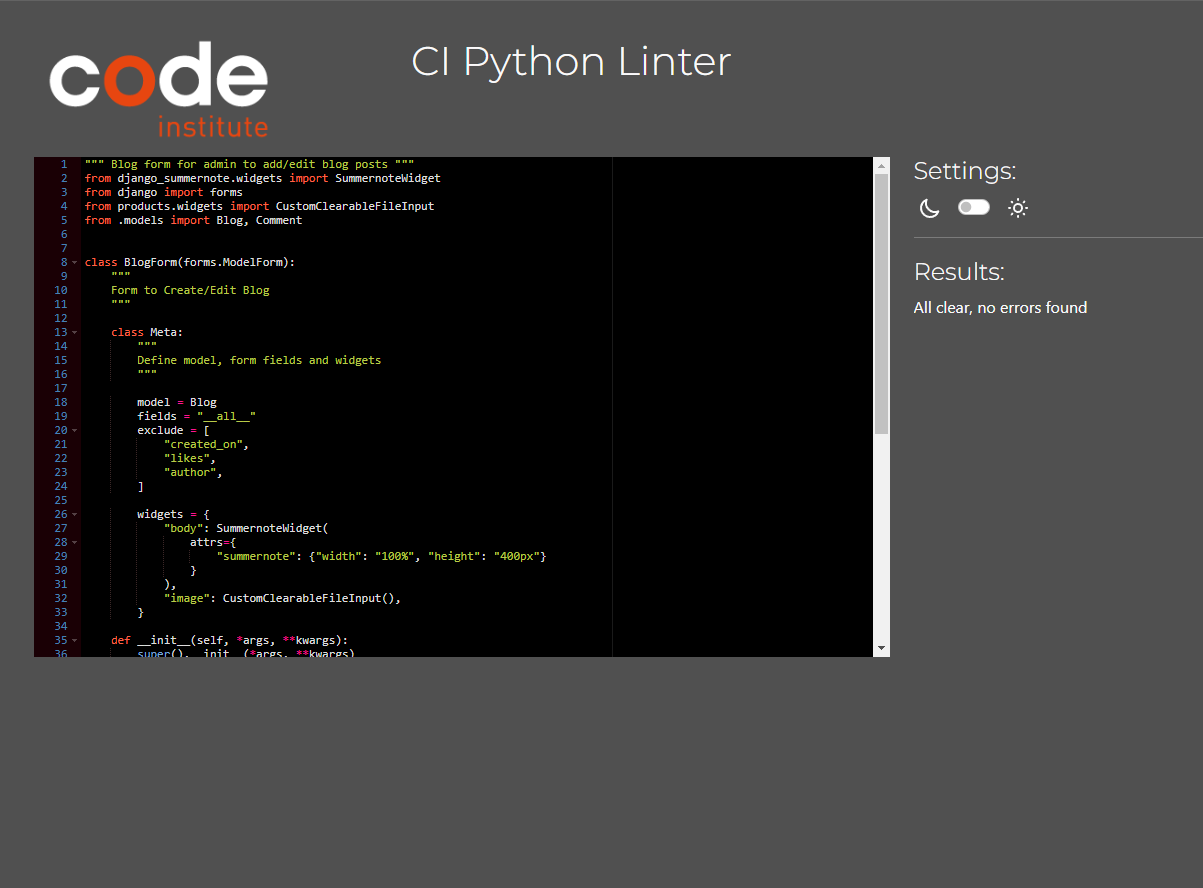 code
institute
CI Python Linter
1 """ Blog form for admin to add/edit blog posts """
2 from django_summernote.widgets import SummernoteWidget
3 from django import forms
4 from products.widgets import CustomClearableFileInput
5 from .models import Blog, Comment
6
7
8 class BlogForm(forms.ModelForm):
9     """
10     Form to Create/Edit Blog
11     """
12
13     class Meta:
14         """
15         Define model, form fields and widgets
16         """
17
18         model = Blog
19         fields = "__all__"
20         exclude = [
21             "created_on",
22             "likes",
23             "author",
24         ]
25
26         widgets = {
27             "body": SummernoteWidget(
28                 attrs={
29                     "summernote": {"width": "100%", "height": "400px"}
30                 }
31             ),
32             "image": CustomClearableFileInput(),
33         }
34
35     def __init__(self, *args, **kwargs):
36         super().__init__(*args, **kwargs)
Settings:
Results:
All clear, no errors found